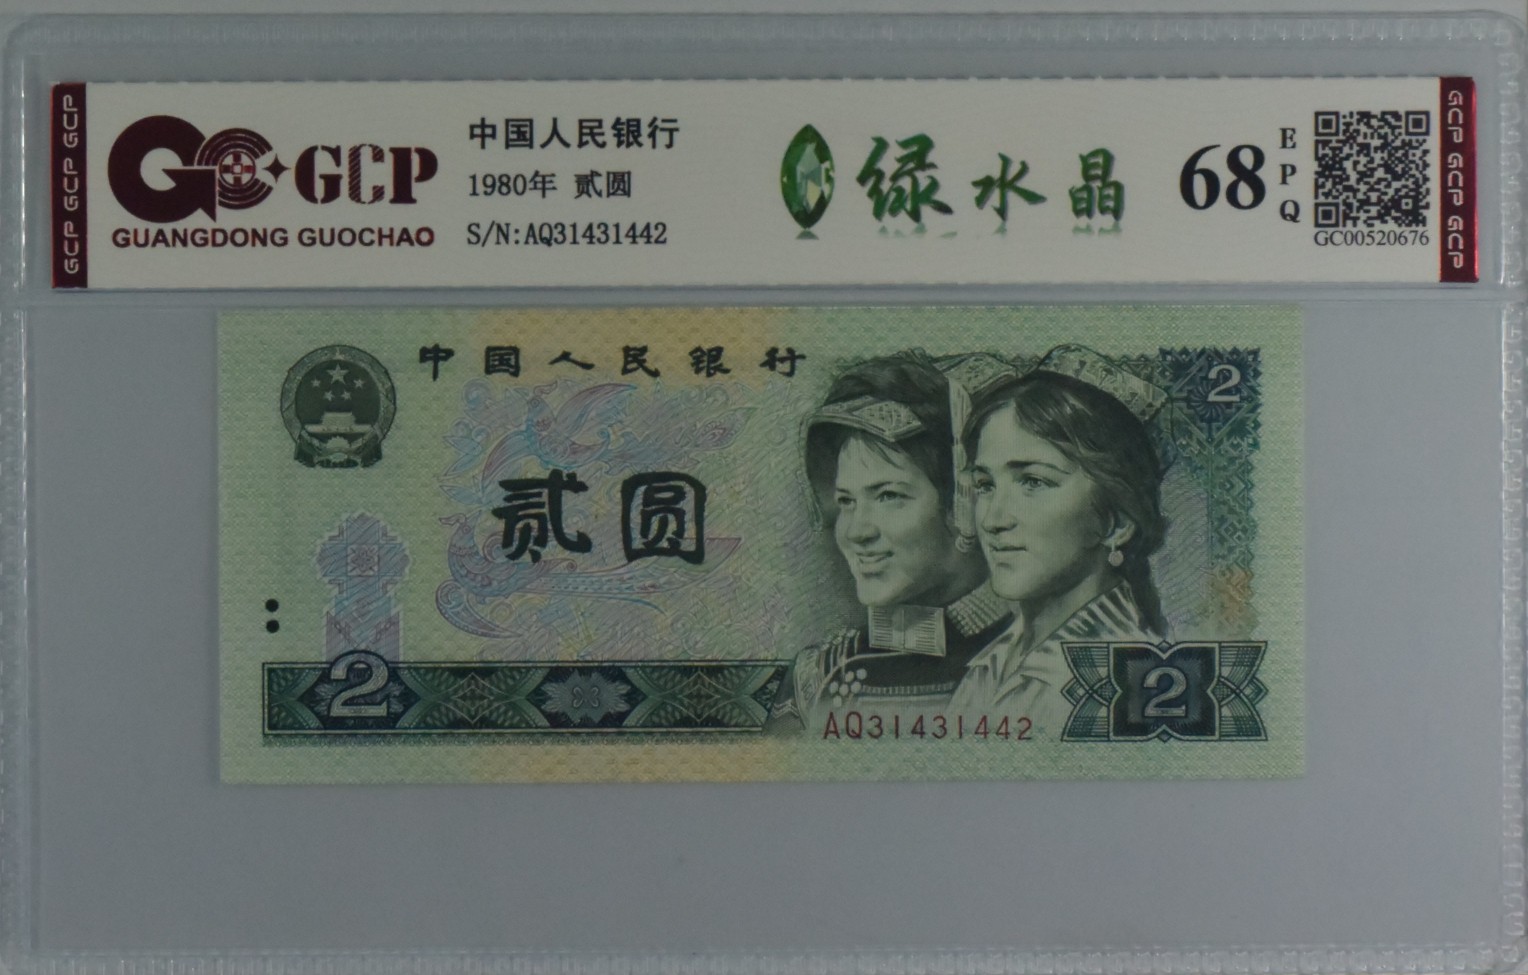 GCP GCP GCP
GCP
GUANGDONG GUOCHAO
中国人民银行
1980年 贰圆
S/N:AQ31431442
绿水晶
68
EPQ
GC00520676
GCP GCP GCP
中国人民银行
2
贰圆
2
2
AQ31431442